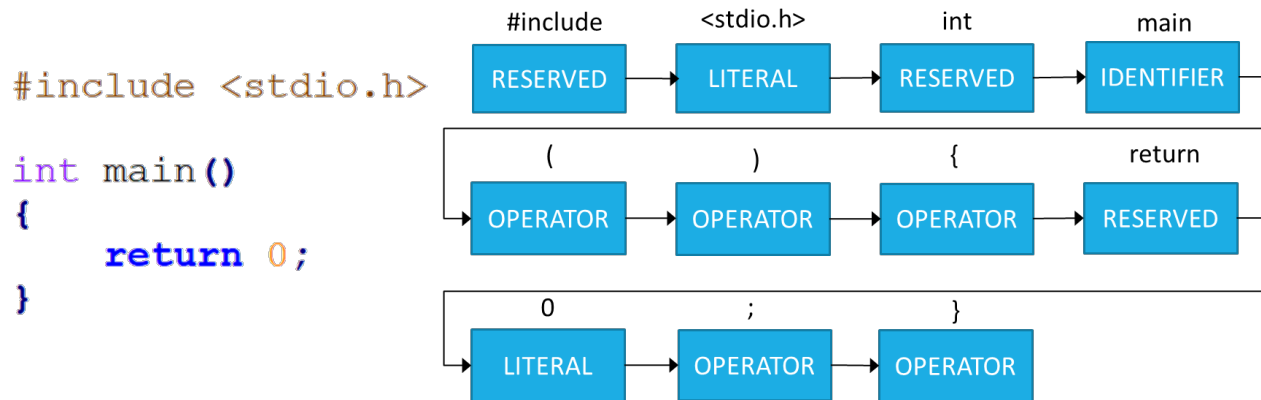 #include <stdio.h>
int main()
{
return 0;
}
#include <stdio.h> int main
RESERVED LITERAL RESERVED IDENTIFIER
( ) { return
OPERATOR OPERATOR OPERATOR RESERVED
0 ; }
LITERAL OPERATOR OPERATOR